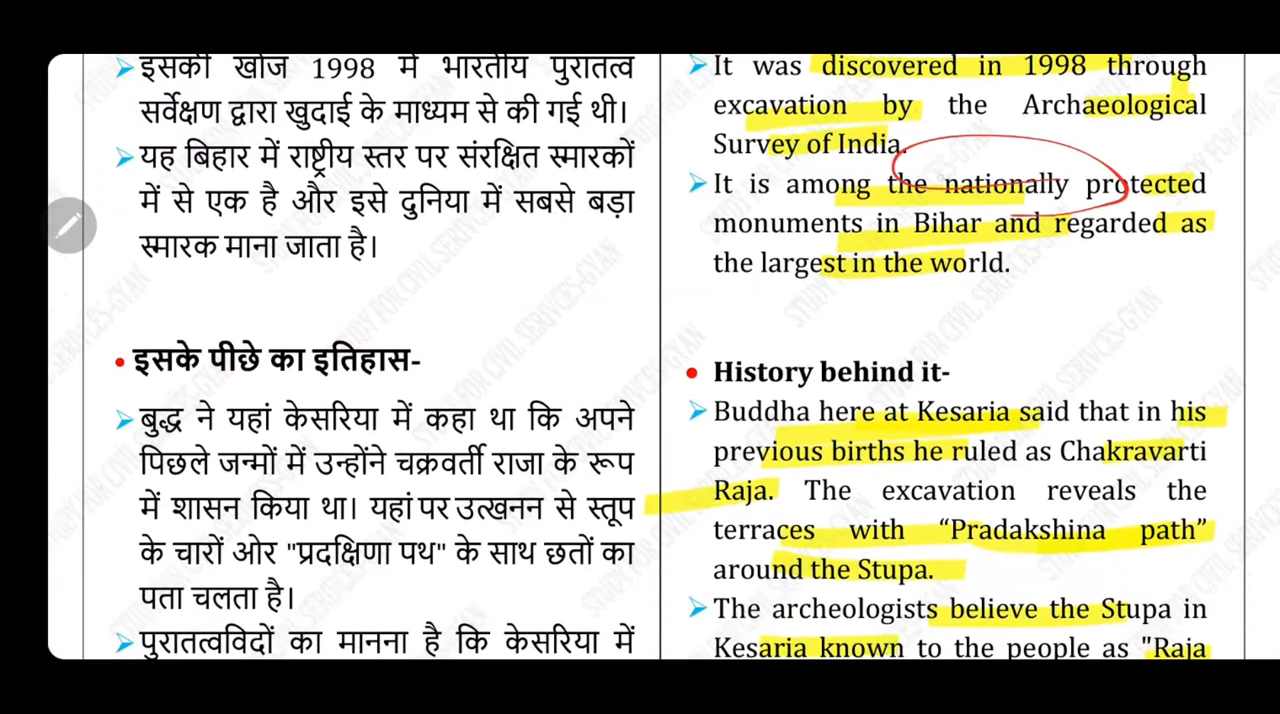 इसकी खोज 1998 में भारतीय पुरातत्व
सर्वेक्षण द्वारा खुदाई के माध्यम से की गई थी।
यह बिहार में राष्ट्रीय स्तर पर संरक्षित स्मारकों
में से एक है और इसे दुनिया में सबसे बड़ा
स्मारक माना जाता है।
• इसके पीछे का इतिहास-
बुद्ध ने यहां केसरिया में कहा था कि अपने
पिछले जन्मों में उन्होंने चक्रवर्ती राजा के रूप
में शासन किया था। यहां पर उत्खनन से स्तूप
के चारों ओर "प्रदक्षिणा पथ" के साथ छतों का
पता चलता है।
पुरातत्वविदों का मानना है कि केसरिया में
It was discovered in 1998 through
excavation by the Archaeological
Survey of India.
It is among the nationally protected
monuments in Bihar and regarded as
the largest in the world.
• History behind it-
Buddha here at Kesaria said that in his
previous births he ruled as Chakravarti
Raja. The excavation reveals the
terraces with “Pradakshina path”
around the Stupa.
The archeologists believe the Stupa in
Kesaria known to the people as "Raja
STUDY FOR CIVIL SERIVCES-GYAN